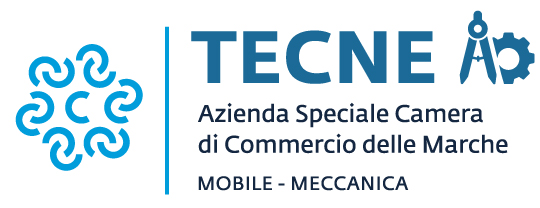 TECNE
Azienda Speciale Camera
di Commercio delle Marche
MOBILE - MECCANICA